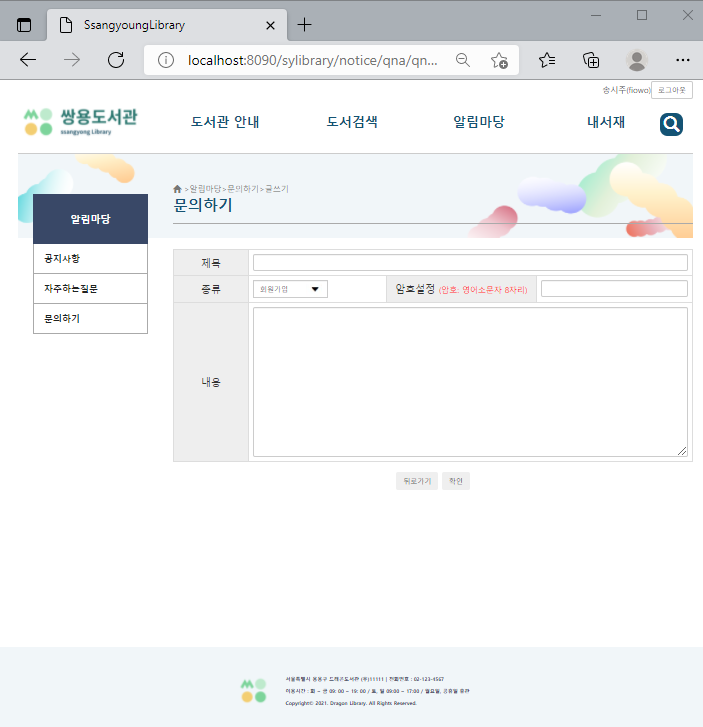 SsangyoungLibrary
localhost:8090/sylibrary/notice/qna/qn...
송시주(fiowo) 로그아웃
쌍용도서관
ssangyong Library
도서관 안내 도서검색 알림마당 내서재
>알림마당>문의하기>글쓰기
문의하기
알림마당
공지사항
자주하는질문
문의하기
제목
종류 회원가입 암호설정 (암호: 영어소문자 8자리)
내용
뒤로가기 확인
서울특별시 용용구 드래곤도서관 (우)11111 | 전화번호 : 02-123-4567
이용시간 : 화 ~ 금 09: 00 ~ 19: 00 / 토, 일 09:00 ~ 17:00 / 월요일, 공휴일 휴관
Copyright© 2021. Dragon Library. All Rights Reserved.